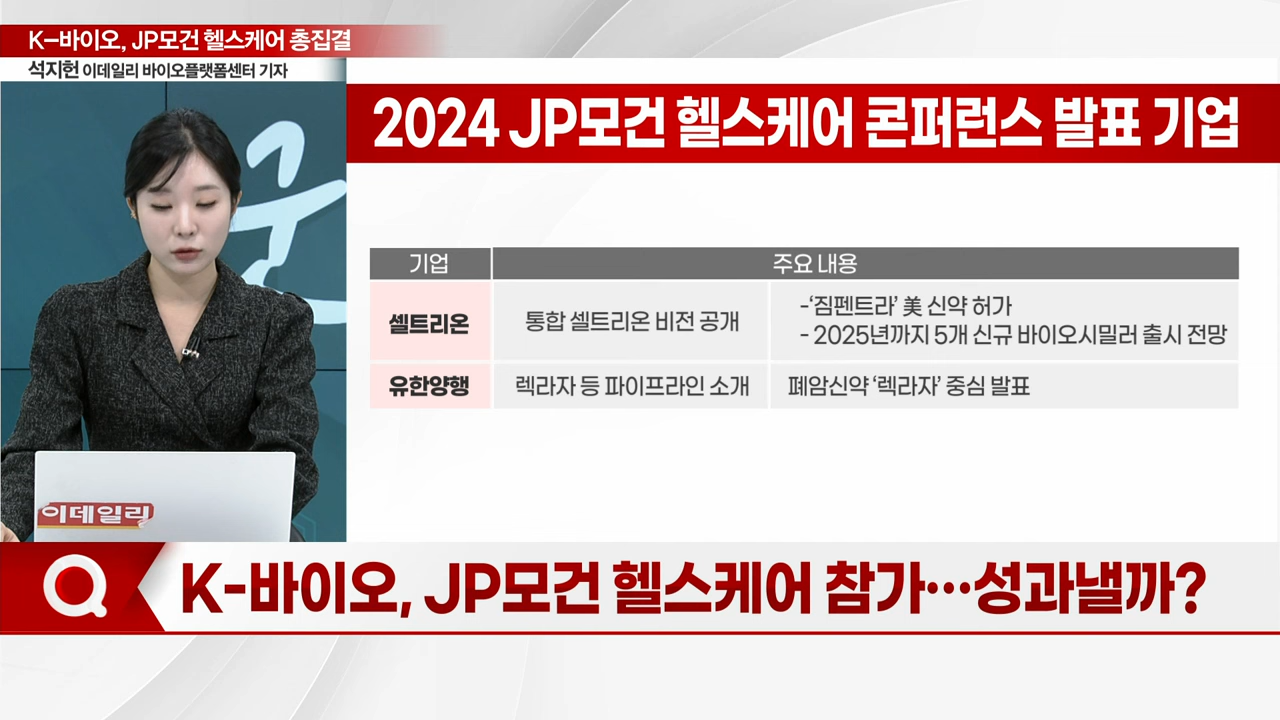 K-바이오, JP모건 헬스케어 총집결
석지헌 이데일리 바이오플랫폼센터 기자
2024 JP모건 헬스케어 콘퍼런스 발표 기업
기업 주요 내용
셀트리온 통합 셀트리온 비전 공개
-‘짐펜트라’ 美 신약 허가
- 2025년까지 5개 신규 바이오시밀러 출시 전망
유한양행 렉라자 등 파이프라인 소개 폐암신약 ‘렉라자’ 중심 발표
이데일리
K-바이오, JP모건 헬스케어 참가…성과낼까?